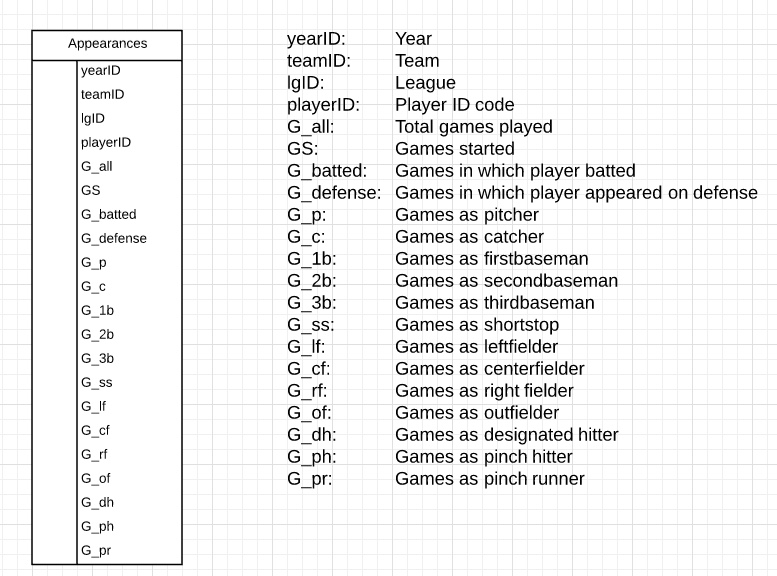 Appearances
yearID
teamID
lgID
playerID
G_all
GS
G_batted
G_defense
G_p
G_c
G_1b
G_2b
G_3b
G_ss
G_lf
G_cf
G_rf
G_of
G_dh
G_ph
G_pr
yearID: Year
teamID: Team
lgID: League
playerID: Player ID code
G_all: Total games played
GS: Games started
G_batted: Games in which player batted
G_defense: Games in which player appeared on defense
G_p: Games as pitcher
G_c: Games as catcher
G_1b: Games as firstbaseman
G_2b: Games as secondbaseman
G_3b: Games as thirdbaseman
G_ss: Games as shortstop
G_lf: Games as leftfielder
G_cf: Games as centerfielder
G_rf: Games as right fielder
G_of: Games as outfielder
G_dh: Games as designated hitter
G_ph: Games as pinch hitter
G_pr: Games as pinch runner